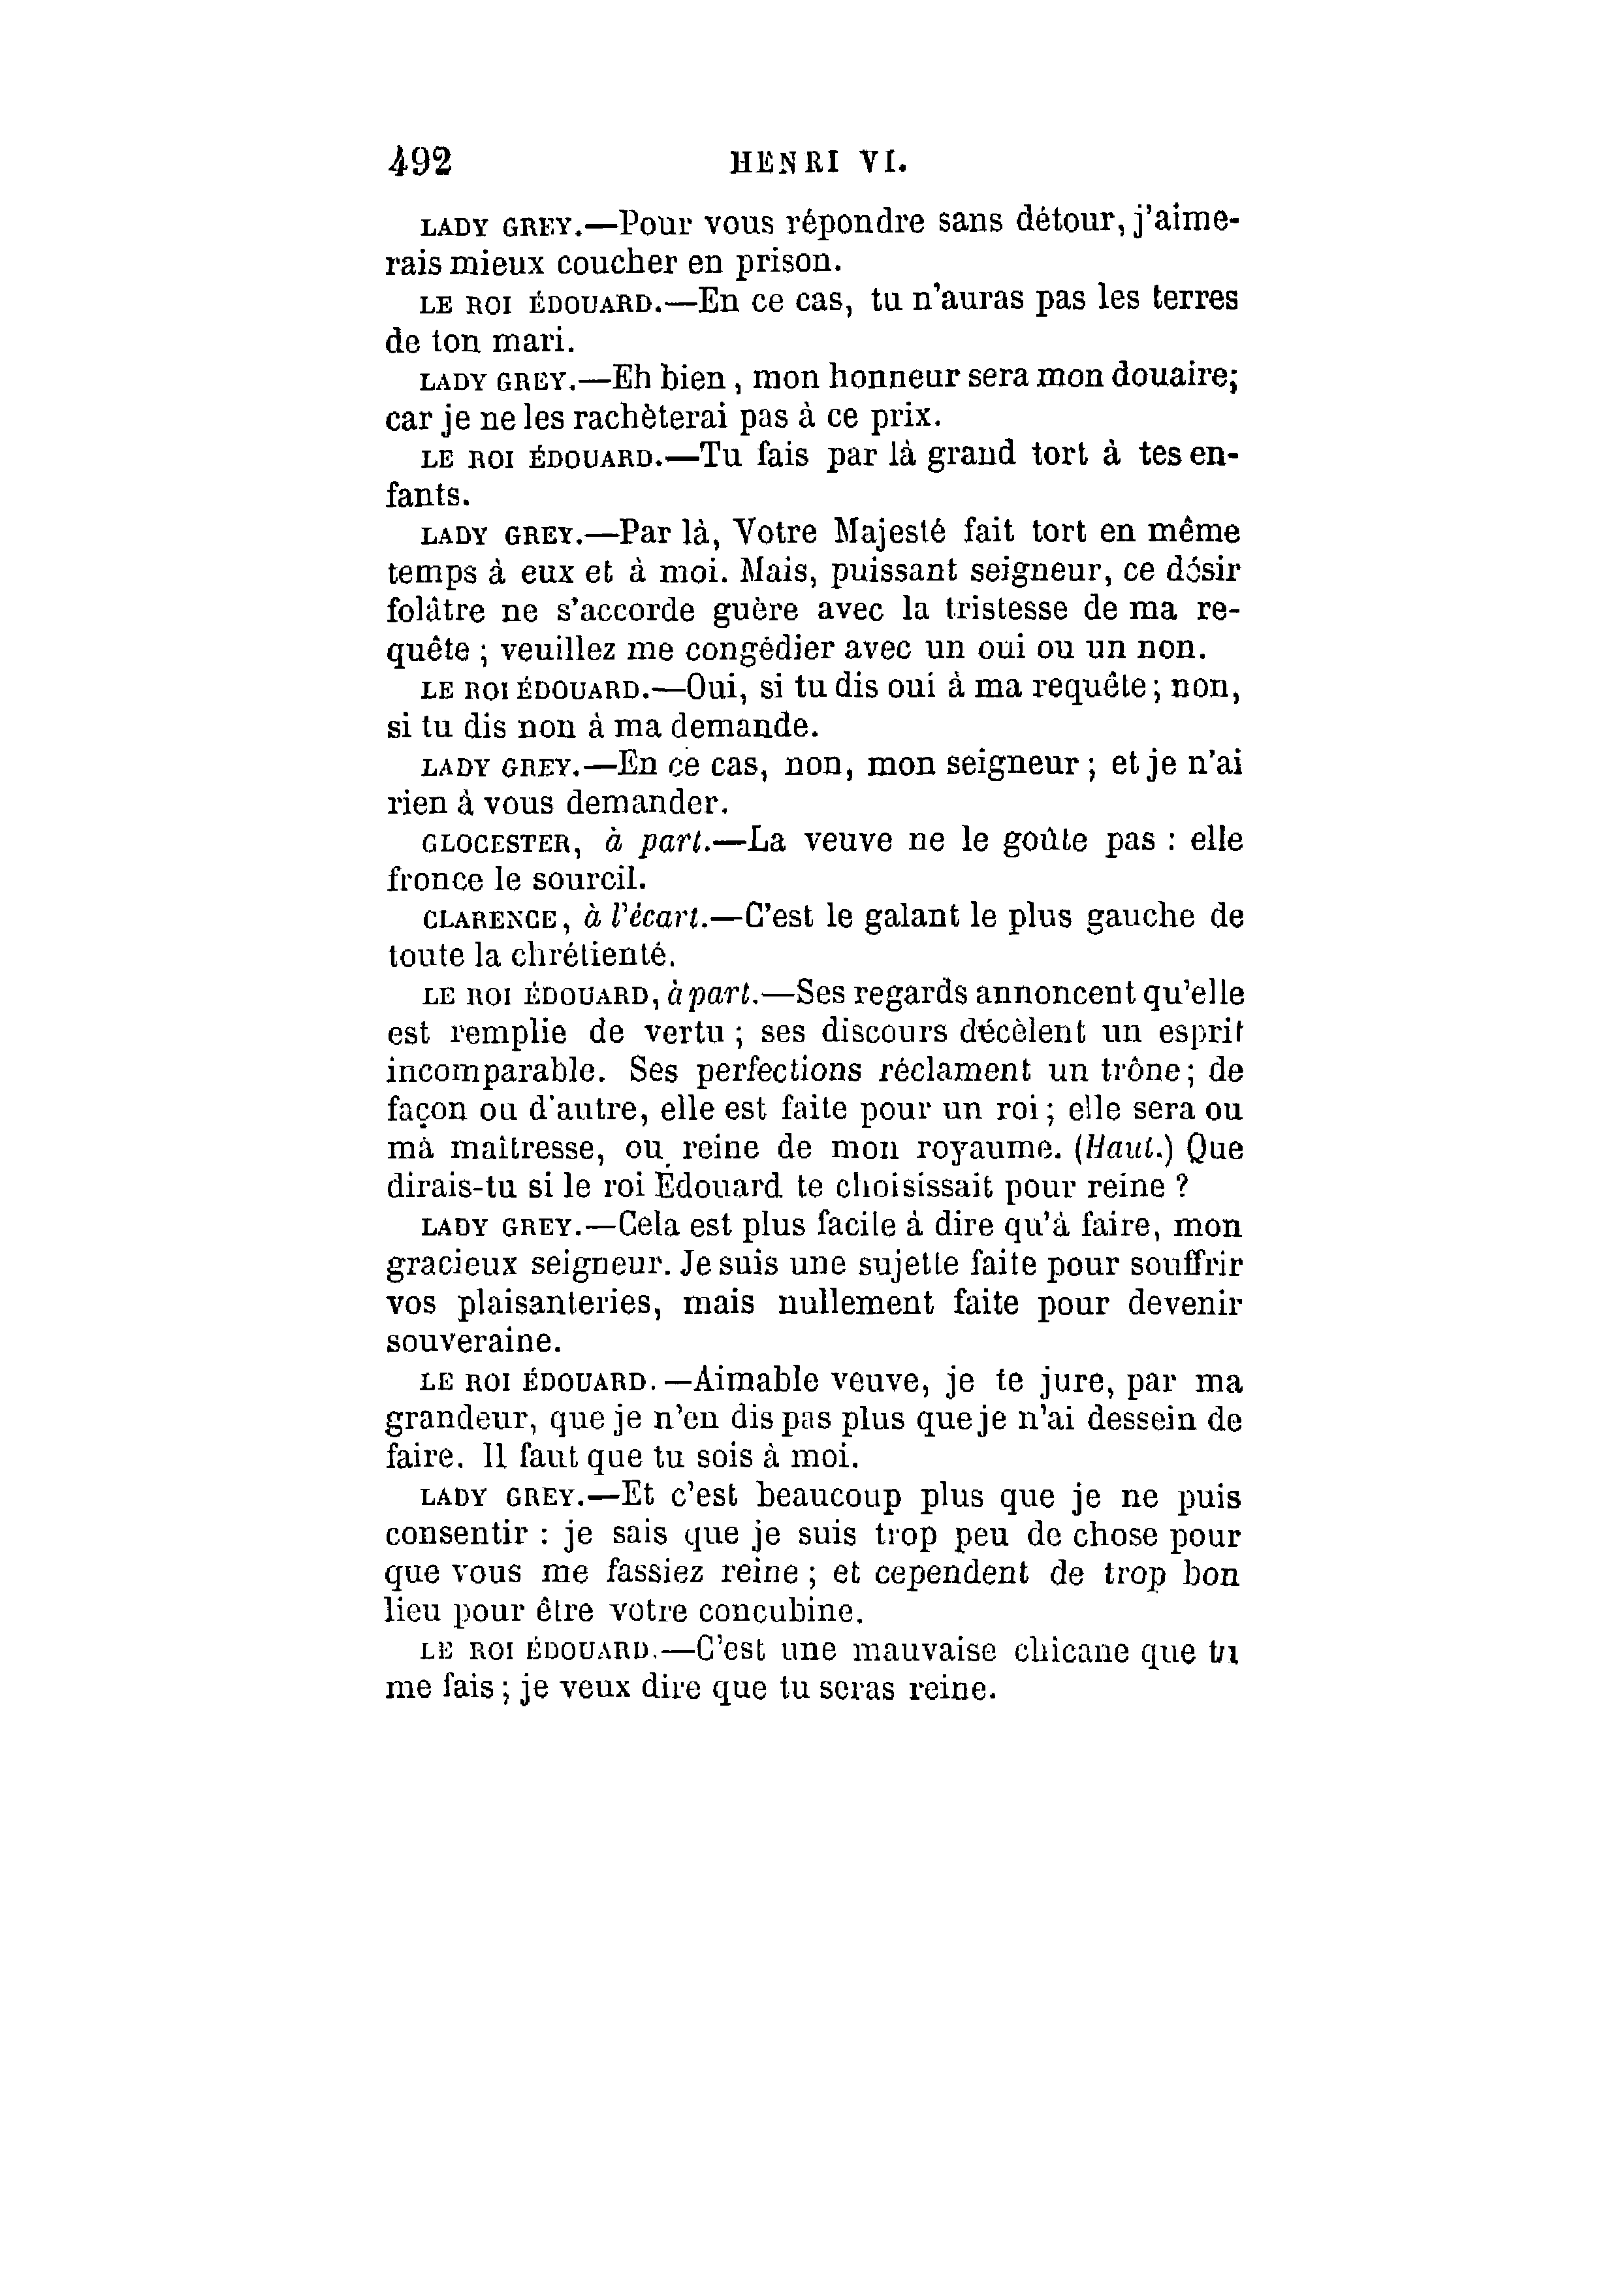 492 HENRI VI.
LADY GREY.—Pour vous répondre sans détour, j'aime-
rais mieux coucher en prison.
LE ROI ÉDOUARD.—En ce cas, tu n'auras pas les terres
de ton mari.
LADY GREY.—Eh bien, mon honneur sera mon douaire;
car je ne les rachèterai pas à ce prix.
LE ROI ÉDOUARD.—Tu fais par là grand tort à tes en-
fants.
LADY GREY.—Par là, Votre Majesté fait tort en même
temps à eux et à moi. Mais, puissant seigneur, ce désir
folâtre ne s'accorde guère avec la tristesse de ma re-
quête ; veuillez me congédier avec un oui ou un non.
LE ROI ÉDOUARD.—Oui, si tu dis oui à ma requête ; non,
si tu dis non à ma demande.
LADY GREY.—En ce cas, non, mon seigneur ; et je n'ai
rien à vous demander.
GLOCESTER, à part.—La veuve ne le goûte pas : elle
fronce le sourcil.
CLARENCE, à l'écart.—C'est le galant le plus gauche de
toute la chrétienté.
LE ROI ÉDOUARD, à part.—Ses regards annoncent qu'elle
est remplie de vertu ; ses discours décèlent un esprit
incomparable. Ses perfections réclament un trône ; de
façon ou d'autre, elle est faite pour un roi ; elle sera ou
ma maîtresse, ou reine de mon royaume. (Haut.) Que
dirais-tu si le roi Édouard te choisissait pour reine ?
LADY GREY.—Cela est plus facile à dire qu'à faire, mon
gracieux seigneur. Je suis une sujette faite pour souffrir
vos plaisanteries, mais nullement faite pour devenir
souveraine.
LE ROI ÉDOUARD.—Aimable veuve, je te jure, par ma
grandeur, que je n'en dis pas plus que je n'ai dessein de
faire. Il faut que tu sois à moi.
LADY GREY.—Et c'est beaucoup plus que je ne puis
consentir : je sais que je suis trop peu de chose pour
que vous me fassiez reine ; et cependent de trop bon
lieu pour être votre concubine.
LE ROI ÉDOUARD.—C'est une mauvaise chicane que tu
me fais ; je veux dire que tu seras reine.